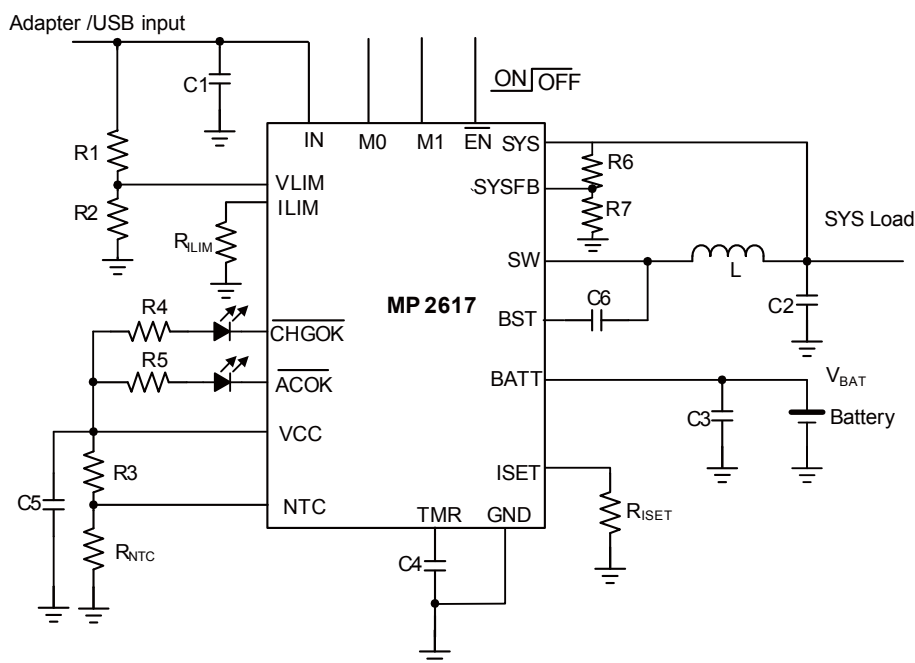 Adapter /USB input
C1
ON OFF
IN M0 M1 EN SYS
R1
R6
VLIM
SYSFB
R2
ILIM
R7
SYS Load
RILIM
SW
L
MP 2617
C6
C2
R4
CHGOK
BST
R5
ACOK
BATT
VBAT
C3
Battery
VCC
R3
ISET
C5
NTC
TMR GND
RISET
RNTC
C4